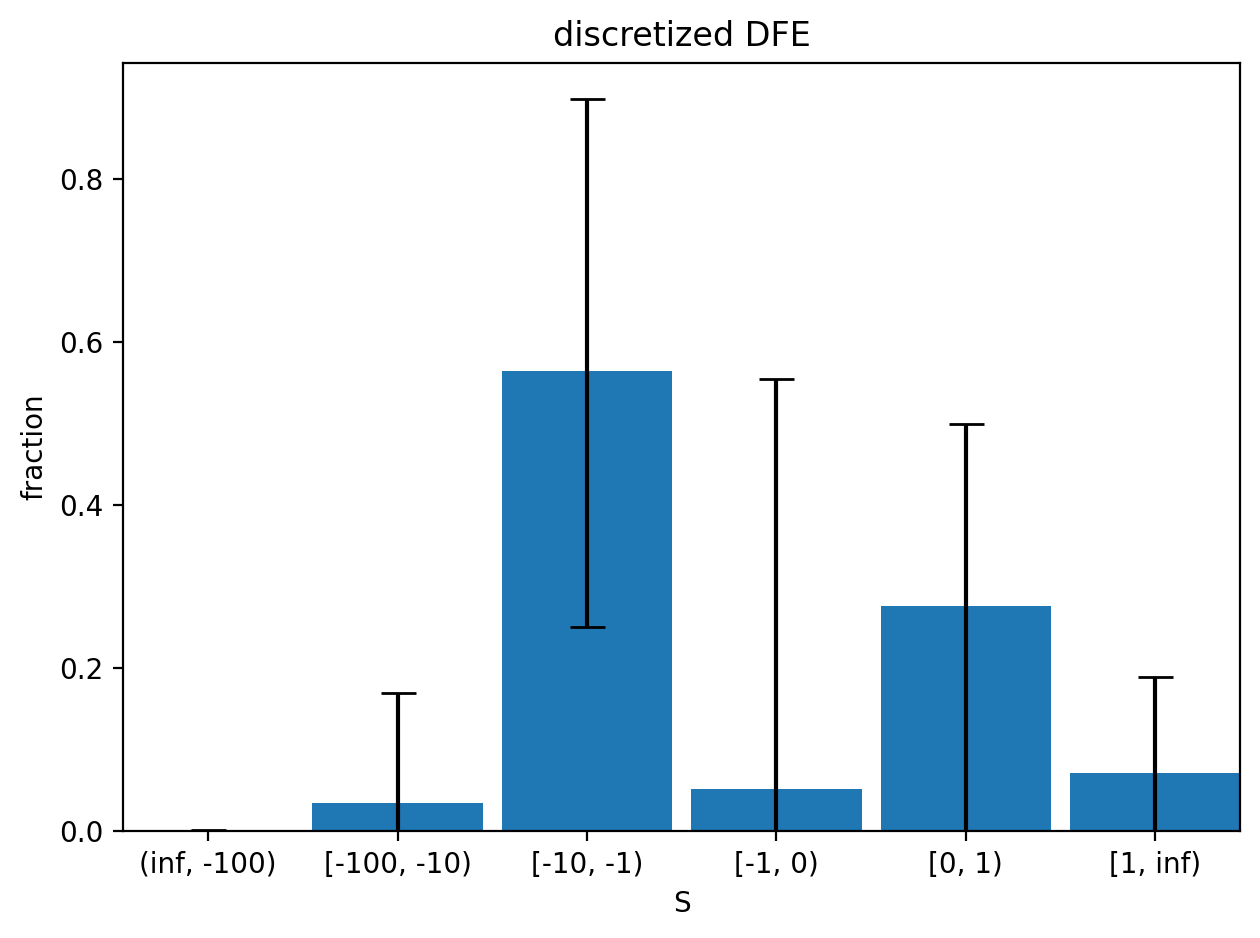 discretized DFE
fraction
0.8
0.6
0.4
0.2
0.0
(inf, -100) [-100, -10) [-10, -1) [-1, 0) [0, 1) [1, inf)
S